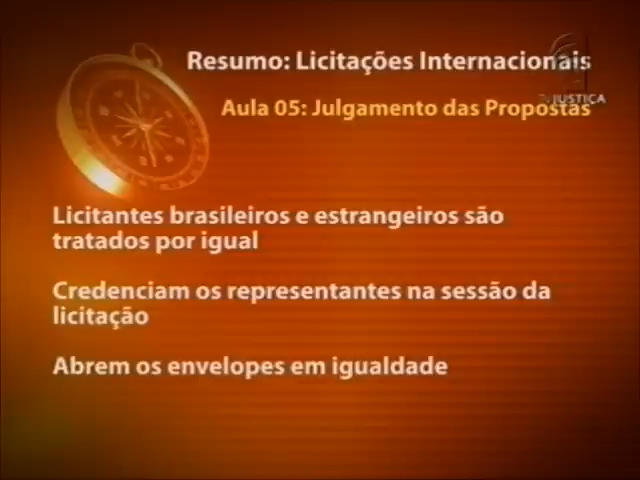 Resumo: Licitações Internacionais
Aula 05: Julgamento das Propostas
JUSTIÇA
Licitantes brasileiros e estrangeiros são
tratados por igual
Credenciam os representantes na sessão da
licitação
Abrem os envelopes em igualdade